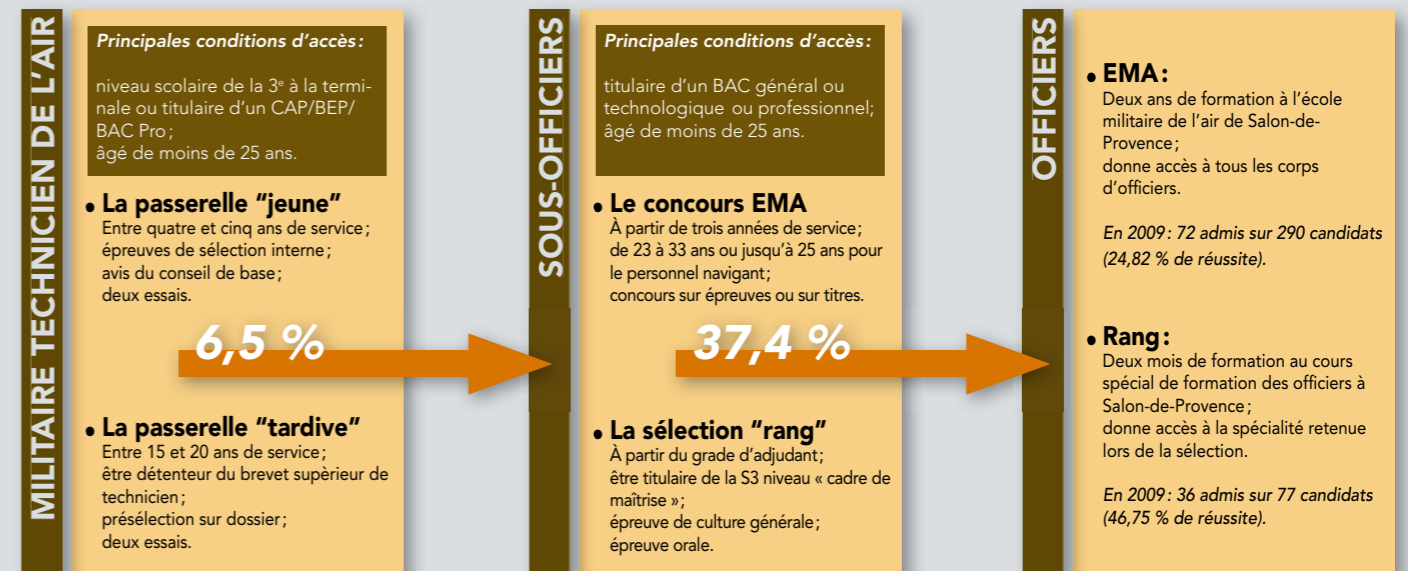 MILITAIRE TECHNICIEN DE L'AIR
Principales conditions d'accès :
niveau scolaire de la 3e à la termi-
nale ou titulaire d'un CAP/BEP/
BAC Pro ;
âgé de moins de 25 ans.
• La passerelle "jeune"
Entre quatre et cinq ans de service ;
épreuves de sélection interne ;
avis du conseil de base ;
deux essais.
6,5 %
• La passerelle "tardive"
Entre 15 et 20 ans de service ;
être détenteur du brevet supèrieur de
technicien ;
présélection sur dossier ;
deux essais.
SOUS-OFFICIERS
Principales conditions d'accès :
titulaire d'un BAC général ou
technologique ou professionnel;
âgé de moins de 25 ans.
• Le concours EMA
À partir de trois années de service ;
de 23 à 33 ans ou jusqu'à 25 ans pour
le personnel navigant ;
concours sur épreuves ou sur titres.
37,4 %
• La sélection "rang"
À partir du grade d'adjudant ;
être titulaire de la S3 niveau « cadre de
maîtrise » ;
épreuve de culture générale ;
épreuve orale.
OFFICIERS
• EMA :
Deux ans de formation à l'école
militaire de l'air de Salon-de-
Provence ;
donne accès à tous les corps
d'officiers.
En 2009 : 72 admis sur 290 candidats
(24,82 % de réussite).
• Rang :
Deux mois de formation au cours
spécial de formation des officiers à
Salon-de-Provence ;
donne accès à la spécialité retenue
lors de la sélection.
En 2009 : 36 admis sur 77 candidats
(46,75 % de réussite).